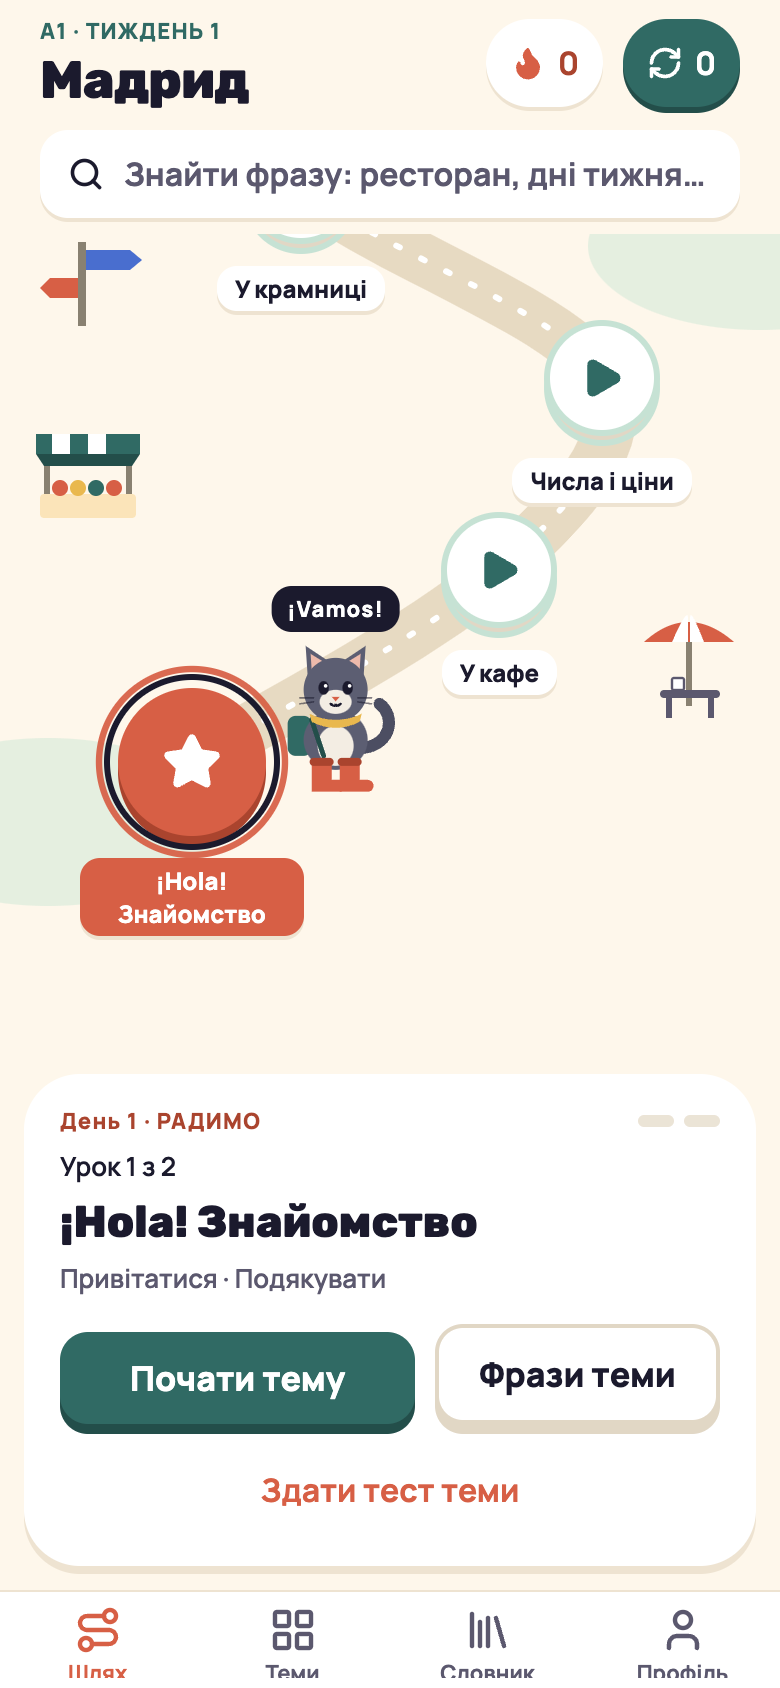 A1 · ТИЖДЕНЬ 1
Мадрид
0
0
Знайти фразу: ресторан, дні тижня...
У крамниці
Числа і ціни
¡Vamos!
У кафе
¡Hola!
Знайомство
День 1 · РАДИМО
Урок 1 з 2
¡Hola! Знайомство
Привітатися · Подякувати
Почати тему
Фрази теми
Здати тест теми
Шлях
Теми
Словник
Профіль